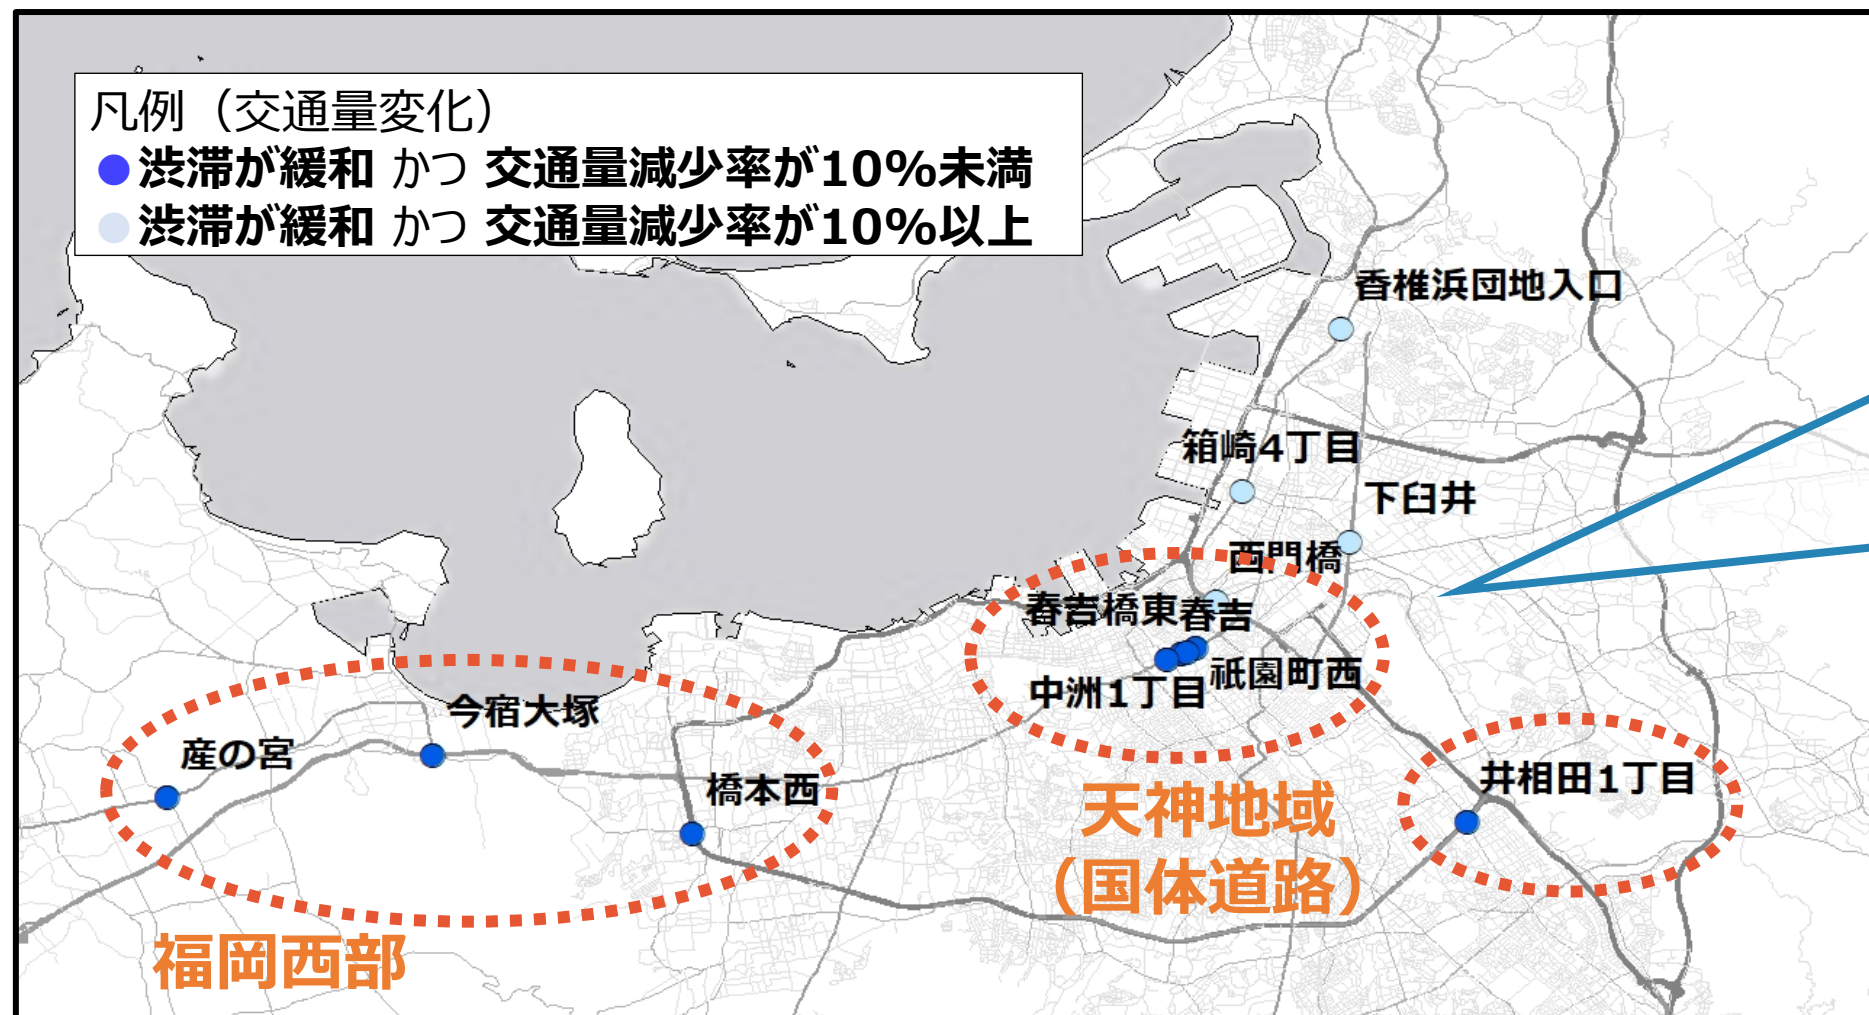 凡例（交通量変化）
●渋滞が緩和 かつ 交通量減少率が10%未満
●渋滞が緩和 かつ 交通量減少率が10%以上
香椎浜団地入口
箱崎4丁目
下臼井
西門橋
春吉橋東
春吉
祇園町西
中洲1丁目
今宿大塚
産の宮
橋本西
井相田1丁目
天神地域
（国体道路）
福岡西部